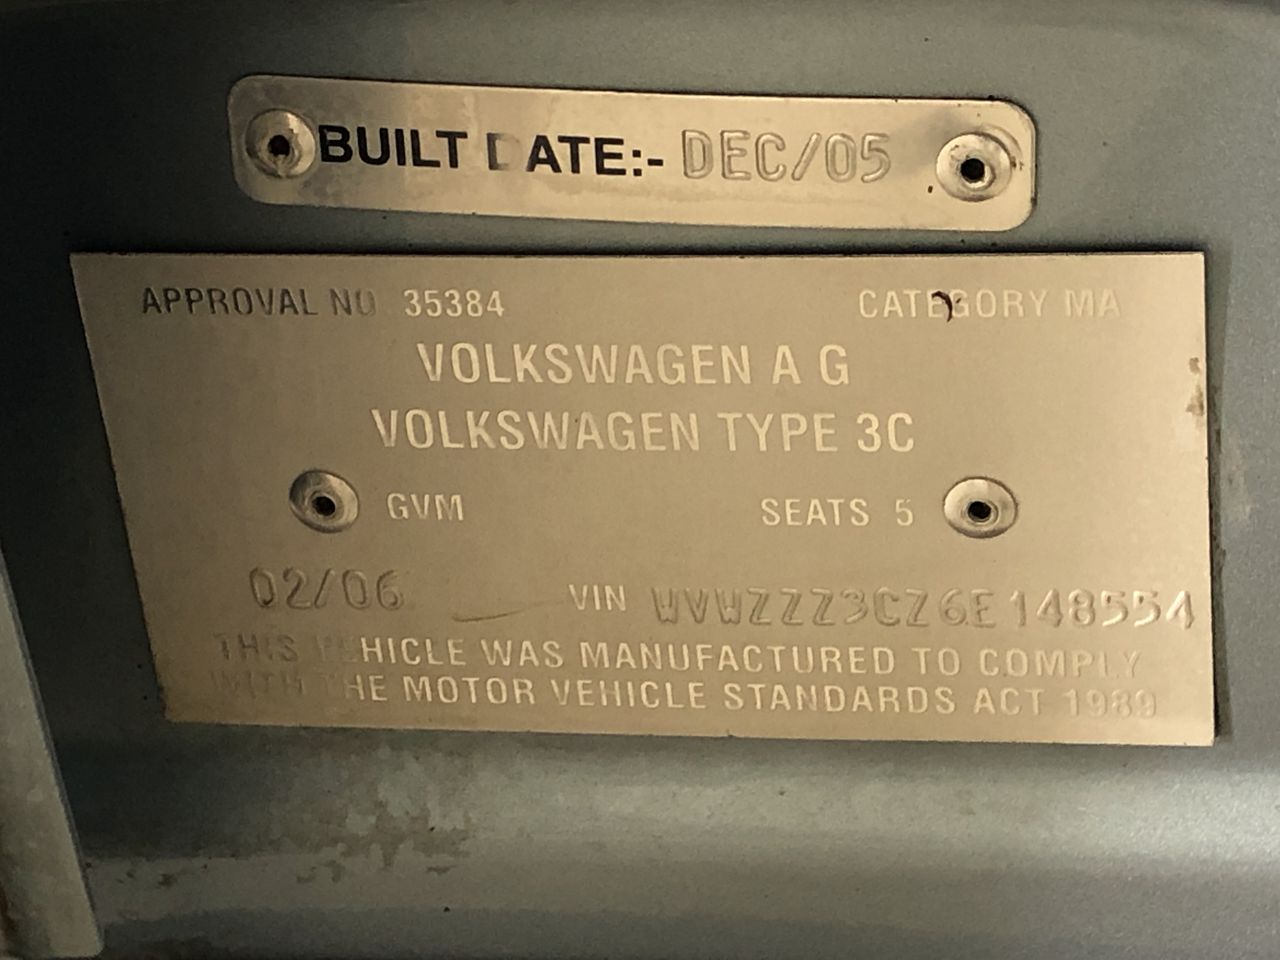 BUILT DATE:- DEC/05
APPROVAL NO 35384 CATEGORY MA
VOLKSWAGEN A G
VOLKSWAGEN TYPE 3C
GVM SEATS 5
02/06 VIN WVWZZZ3CZ6E148554
THIS VEHICLE WAS MANUFACTURED TO COMPLY
WITH THE MOTOR VEHICLE STANDARDS ACT 1989